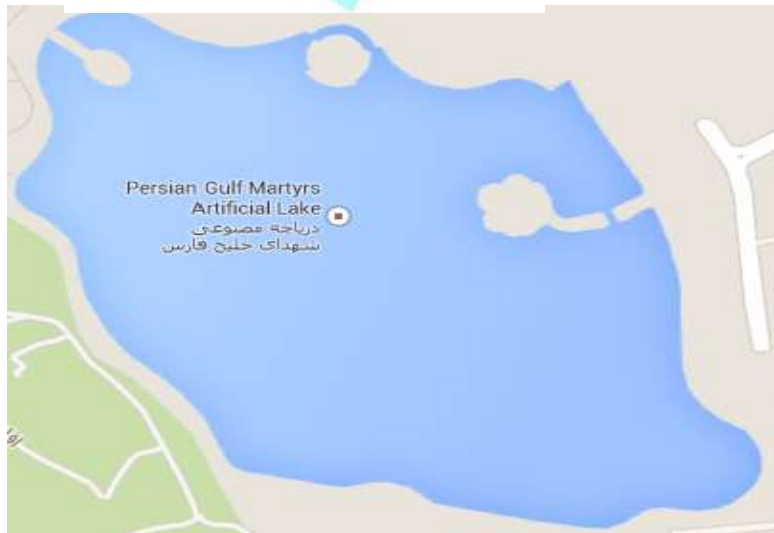 Persian Gulf Martyrs
Artificial Lake
دریاچه مصنوعی
شهدای خلیج فارس